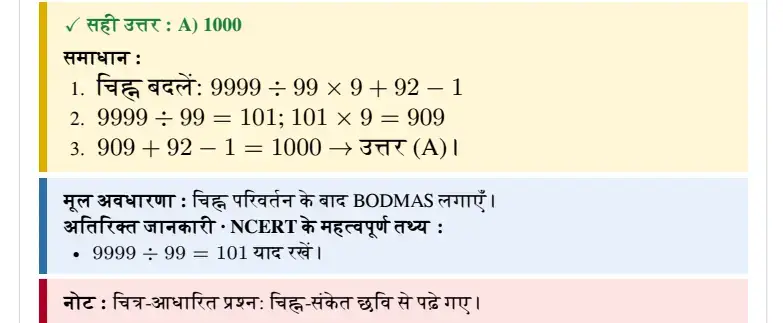 ✓ सही उत्तर : A) 1000
समाधान :
1. चिह्न बदलें: 9999 ÷ 99 × 9 + 92 − 1
2. 9999 ÷ 99 = 101; 101 × 9 = 909
3. 909 + 92 − 1 = 1000 → उत्तर (A)।
मूल अवधारणा : चिह्न परिवर्तन के बाद BODMAS लगाएँ।
अतिरिक्त जानकारी · NCERT के महत्वपूर्ण तथ्य :
• 9999 ÷ 99 = 101 याद रखें।
नोट : चित्र-आधारित प्रश्न: चिह्न-संकेत छवि से पढ़े गए।